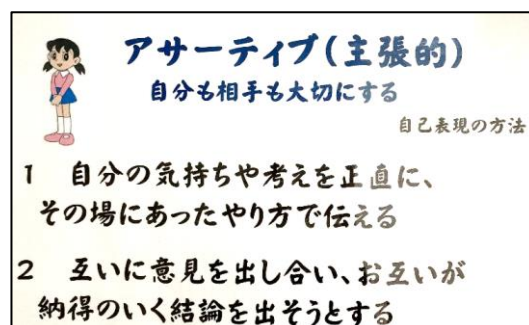 アサーティブ(主張的)
自分も相手も大切にする
自己表現の方法
1 自分の気持ちや考えを正直に、
その場にあったやり方で伝える
2 互いに意見を出し合い、お互いが
納得のいく結論を出そうとする